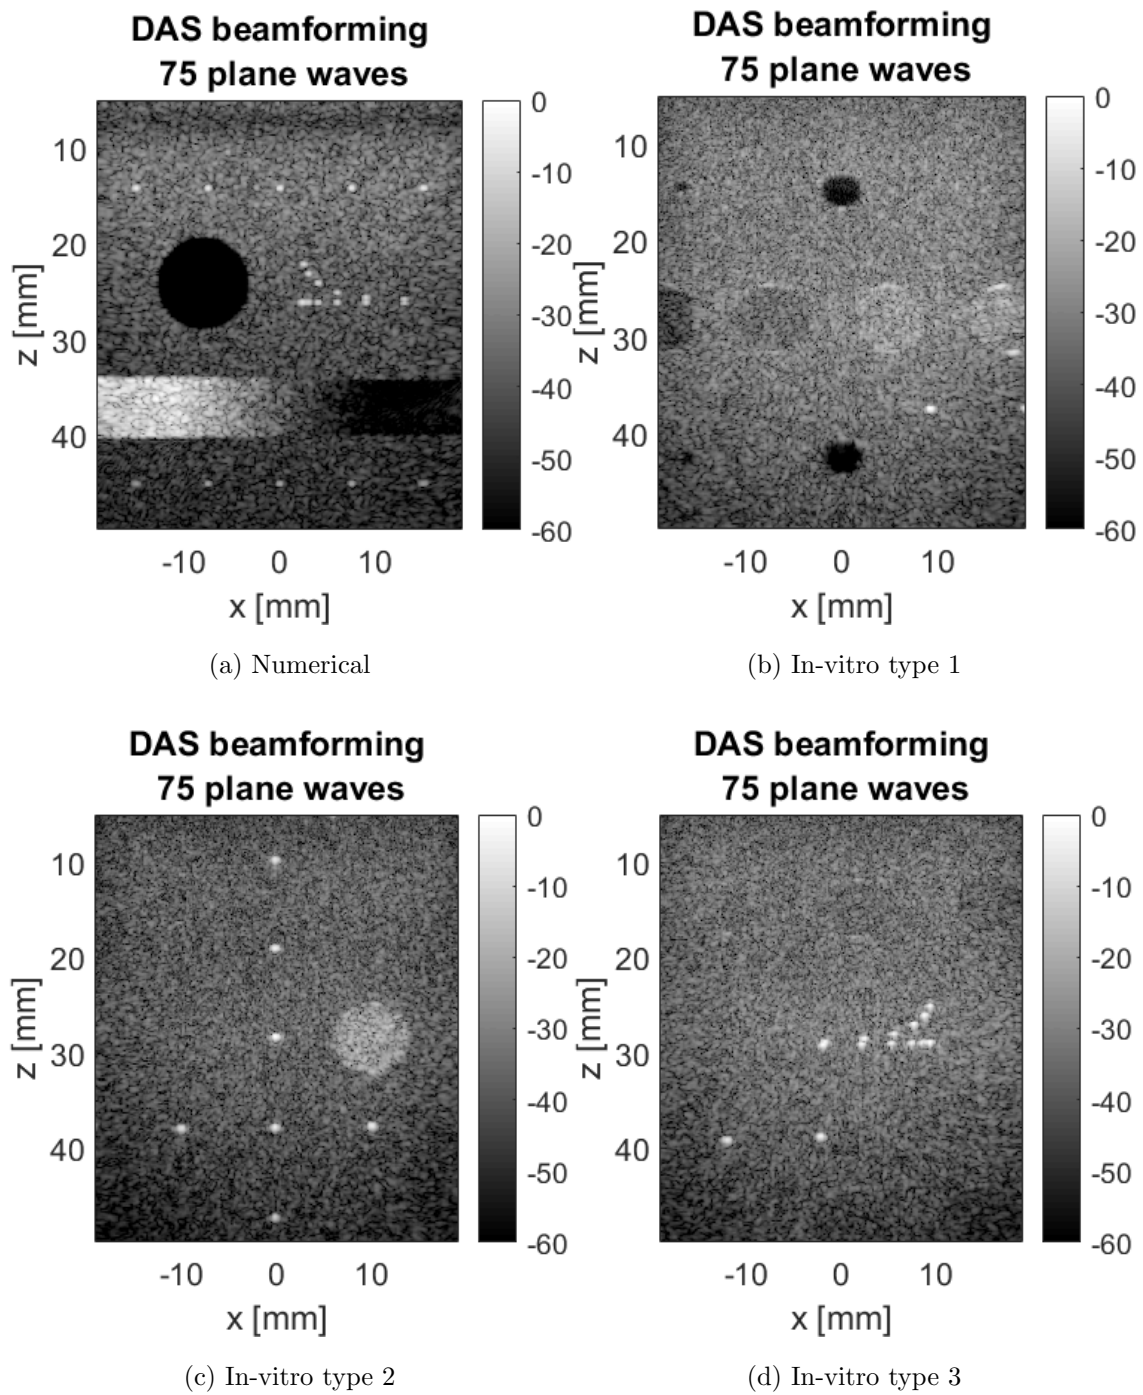 DAS beamforming
75 plane waves
z [mm]
10
20
30
40
-10 0 10
x [mm]
0
-10
-20
-30
-40
-50
-60
(a) Numerical
DAS beamforming
75 plane waves
z [mm]
10
20
30
40
-10 0 10
x [mm]
0
-10
-20
-30
-40
-50
-60
(b) In-vitro type 1
DAS beamforming
75 plane waves
z [mm]
10
20
30
40
-10 0 10
x [mm]
0
-10
-20
-30
-40
-50
-60
(c) In-vitro type 2
DAS beamforming
75 plane waves
z [mm]
10
20
30
40
-10 0 10
x [mm]
0
-10
-20
-30
-40
-50
-60
(d) In-vitro type 3